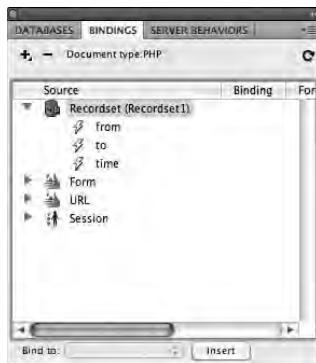 DATABASES BINDINGS SERVER BEHAVIORS
Document type:PHP
Source Binding For
Recordset (Recordset1)
from
to
time
Form
URL
Session
Bind to: Insert